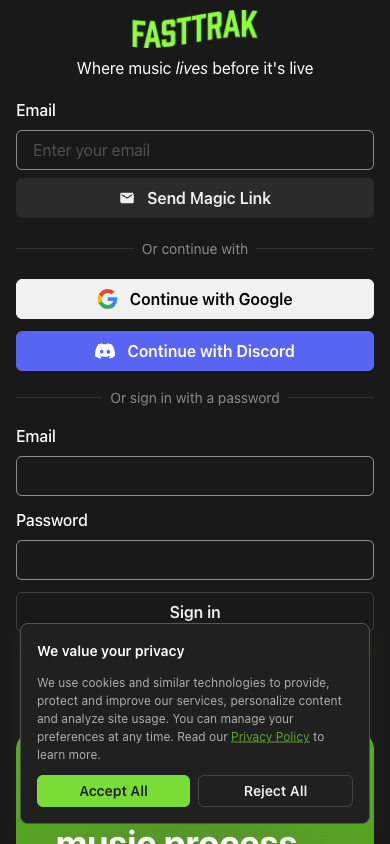 FASTTRAK
Where music lives before it's live
Email
Enter your email
Send Magic Link
Or continue with
Continue with Google
Continue with Discord
Or sign in with a password
Email
Password
Sign in
We value your privacy
We use cookies and similar technologies to provide,
protect and improve our services, personalize content
and analyze site usage. You can manage your
preferences at any time. Read our Privacy Policy to
learn more.
Accept All
Reject All
music process